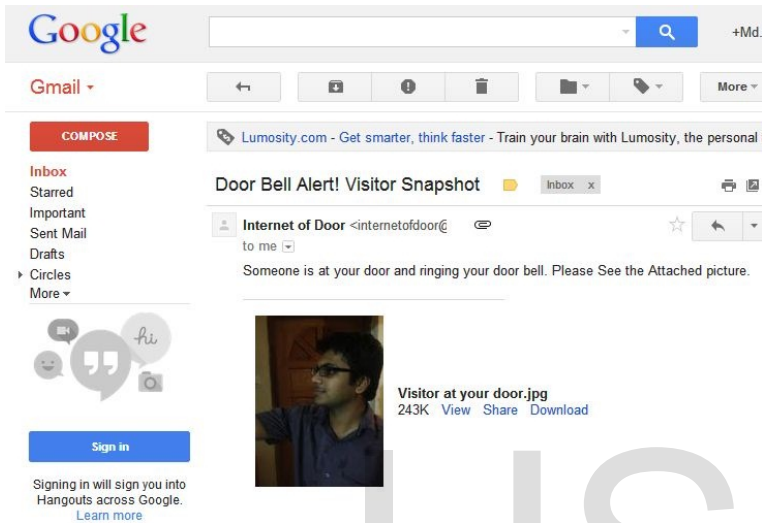 Google
+Md.
Gmail
More
COMPOSE
Lumosity.com - Get smarter, think faster - Train your brain with Lumosity, the personal
Inbox
Starred
Important
Sent Mail
Drafts
Circles
More
Door Bell Alert! Visitor Snapshot
Inbox x
Internet of Door <internetofdoor@
to me
Someone is at your door and ringing your door bell. Please See the Attached picture.
hi
Visitor at your door.jpg
243K View Share Download
Sign in
Signing in will sign you into
Hangouts across Google.
Learn more